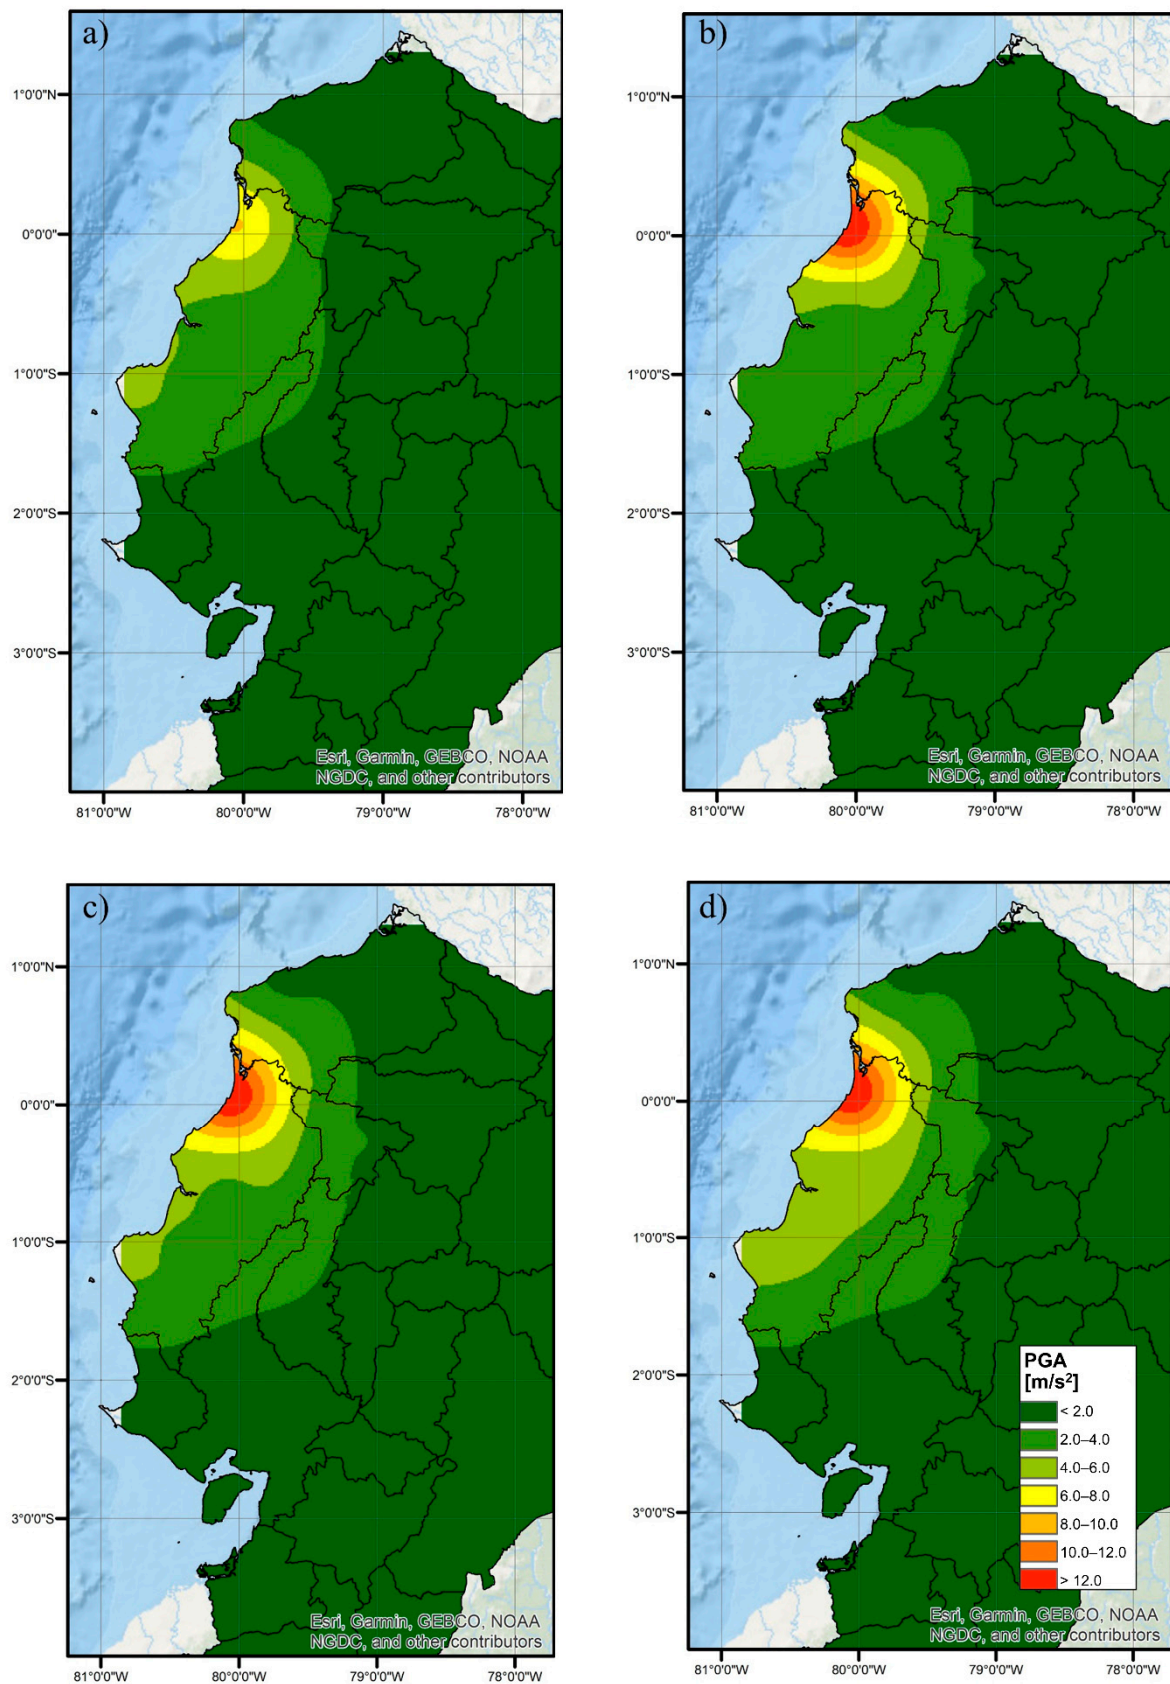 a)
1°0'0"N
0°0'0"
1°0'0"S
2°0'0"S
3°0'0"S
81°0'0"W 80°0'0"W 79°0'0"W 78°0'0"W
Esri, Garmin, GEBCO, NOAA
NGDC, and other contributors
b)
1°0'0"N
0°0'0"
1°0'0"S
2°0'0"S
3°0'0"S
81°0'0"W 80°0'0"W 79°0'0"W 78°0'0"W
Esri, Garmin, GEBCO, NOAA
NGDC, and other contributors
c)
1°0'0"N
0°0'0"
1°0'0"S
2°0'0"S
3°0'0"S
81°0'0"W 80°0'0"W 79°0'0"W 78°0'0"W
Esri, Garmin, GEBCO, NOAA
NGDC, and other contributors
d)
1°0'0"N
0°0'0"
1°0'0"S
2°0'0"S
3°0'0"S
81°0'0"W 80°0'0"W 79°0'0"W 78°0'0"W
PGA
[m/s²]
< 2.0
2.0–4.0
4.0–6.0
6.0–8.0
8.0–10.0
10.0–12.0
> 12.0
Esri, Garmin, GEBCO, NOAA
NGDC, and other contributors